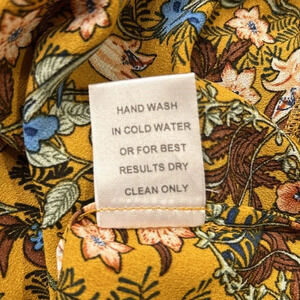 HAND WASH
IN COLD WATER
OR FOR BEST
RESULTS DRY
CLEAN ONLY